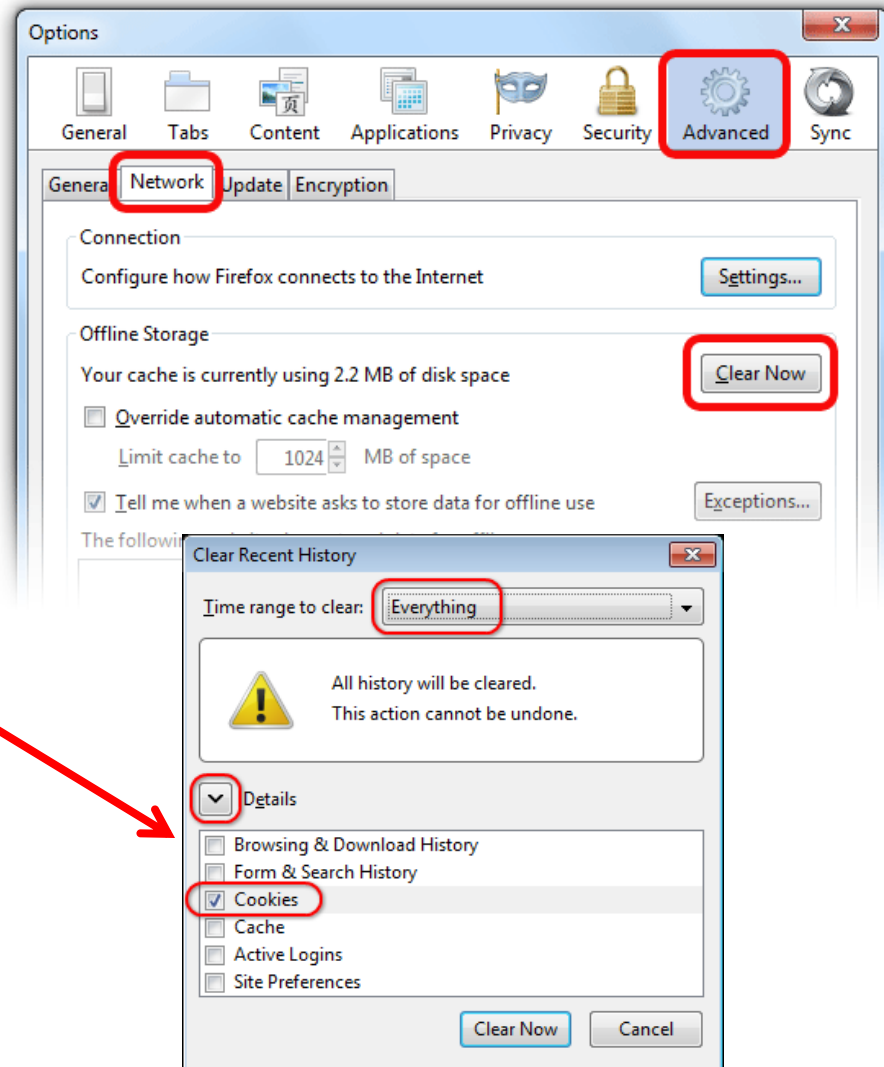 Options
General Tabs Content Applications Privacy Security Advanced Sync
页
General Network Update Encryption
Connection
Configure how Firefox connects to the Internet Settings...
Offline Storage
Your cache is currently using 2.2 MB of disk space Clear Now
Override automatic cache management
Limit cache to 1024 MB of space
Tell me when a website asks to store data for offline use Exceptions...
The
Clear Recent History
Time range to clear: Everything
All history will be cleared.
This action cannot be undone.
Details
Browsing & Download History
Form & Search History
Cookies
Cache
Active Logins
Site Preferences
Clear Now Cancel